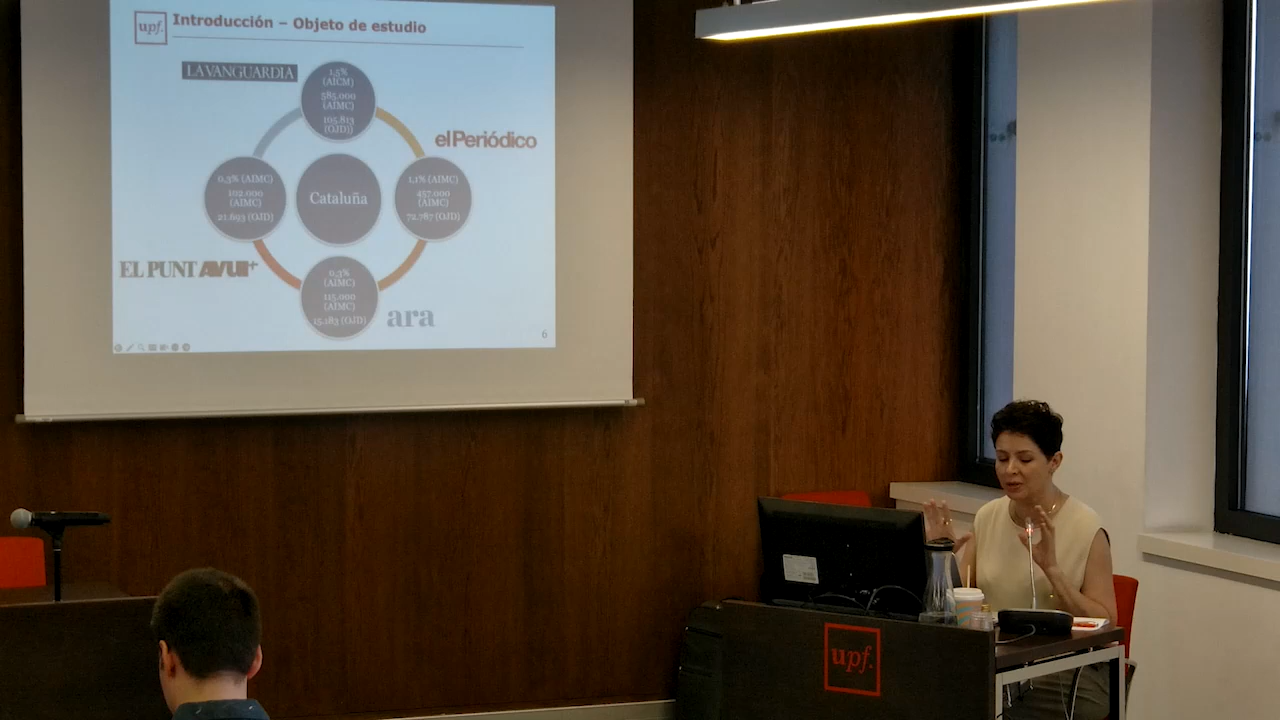 upf.
Introducción – Objeto de estudio
LA VANGUARDIA
1,5%
(AICM)
585.000
(AIMC)
105.813
(OJD))
elPeriódico
0,3% (AIMC)
102.000
(AIMC)
21.693 (OJD)
Cataluña
1,1% (AIMC)
457.000
(AIMC)
72.787 (OJD)
EL PUNT AVUI+
0,3%
(AIMC)
115.000
(AIMC)
15.183 (OJD)
ara
6
upf.